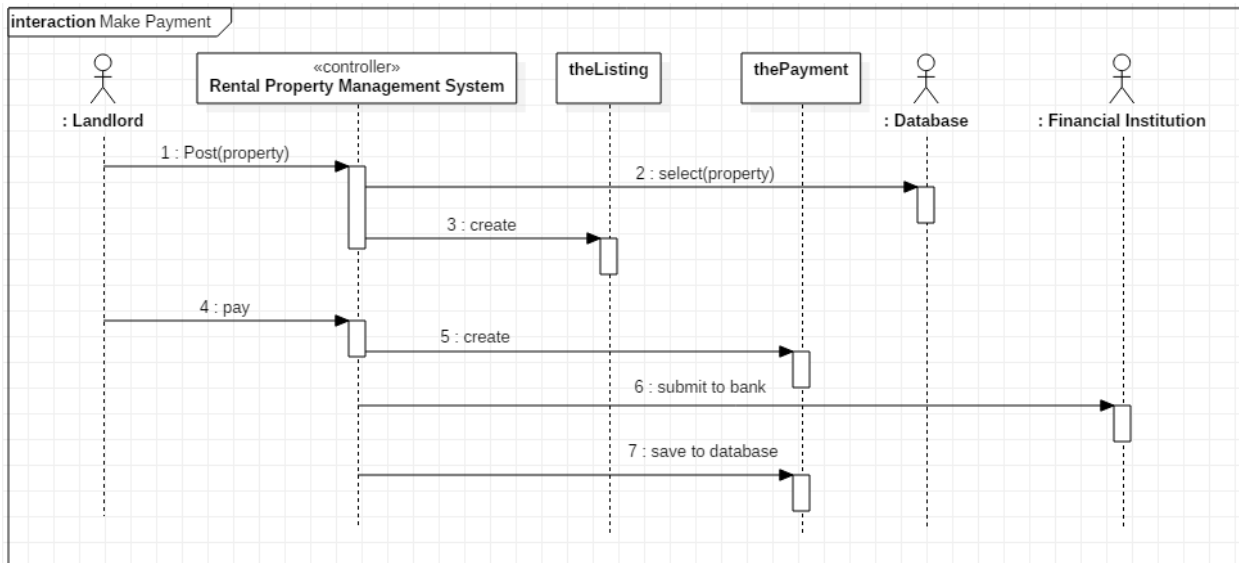 interaction Make Payment
«controller»
Rental Property Management System
theListing
thePayment
: Landlord
: Database
: Financial Institution
1 : Post(property)
2 : select(property)
3 : create
4 : pay
5 : create
6 : submit to bank
7 : save to database